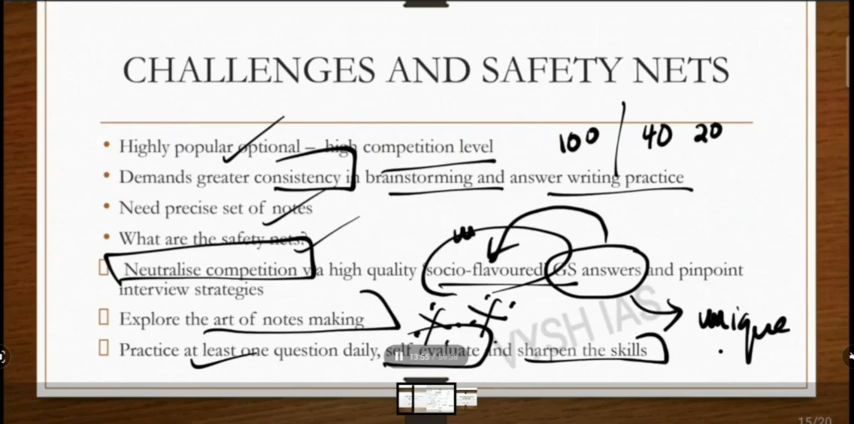 CHALLENGES AND SAFETY NETS
100 40 20
• Highly popular optional – high competition level
• Demands greater consistency in brainstorming and answer writing practice
• Need precise set of notes
• What are the safety nets?
Neutralise competition via high quality socio-flavoured GS answers and pinpoint
interview strategies
Explore the art of notes making
unique
Practice at least one question daily, self evaluate and sharpen the skills
VYSH IAS
15/20